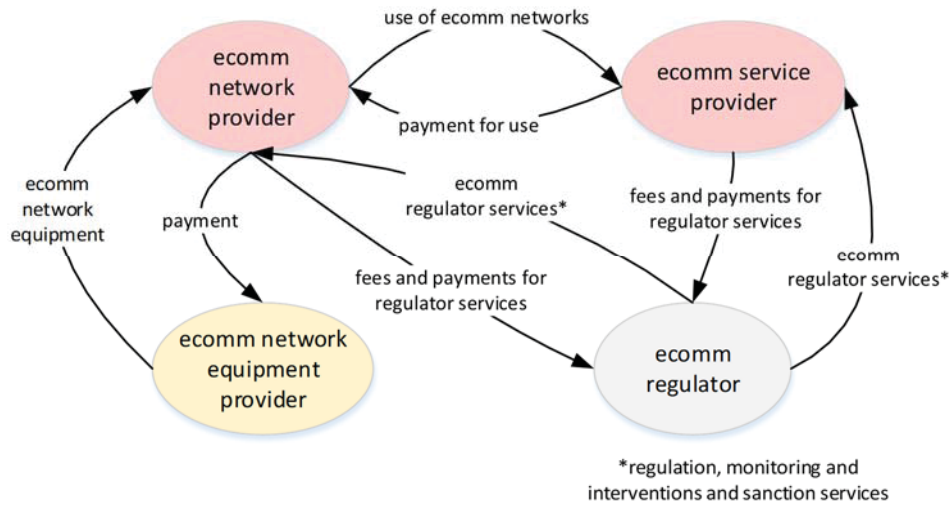 use of ecomm networks
ecomm
network
provider
ecomm service
provider
payment for use
ecomm
network
equipment
payment
ecomm
regulator services*
fees and payments for
regulator services
ecomm
regulator services*
fees and payments for
regulator services
ecomm network
equipment
provider
ecomm
regulator
*regulation, monitoring and
interventions and sanction services